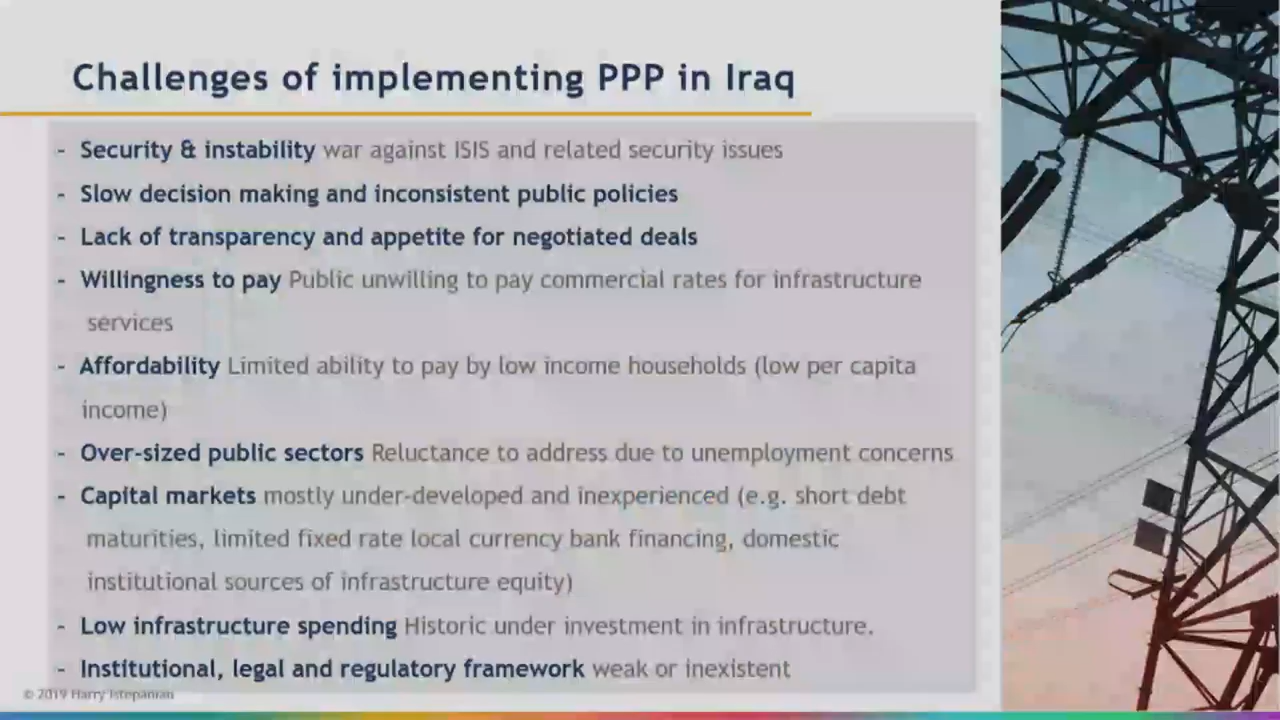 Challenges of implementing PPP in Iraq
- Security & instability war against ISIS and related security issues
- Slow decision making and inconsistent public policies
- Lack of transparency and appetite for negotiated deals
- Willingness to pay Public unwilling to pay commercial rates for infrastructure
services
- Affordability Limited ability to pay by low income households (low per capita
income)
- Over-sized public sectors Reluctance to address due to unemployment concerns
- Capital markets mostly under-developed and inexperienced (e.g. short debt
maturities, limited fixed rate local currency bank financing, domestic
institutional sources of infrastructure equity)
- Low infrastructure spending Historic under investment in infrastructure.
- Institutional, legal and regulatory framework weak or inexistent
© 2019 Harry Istepanian